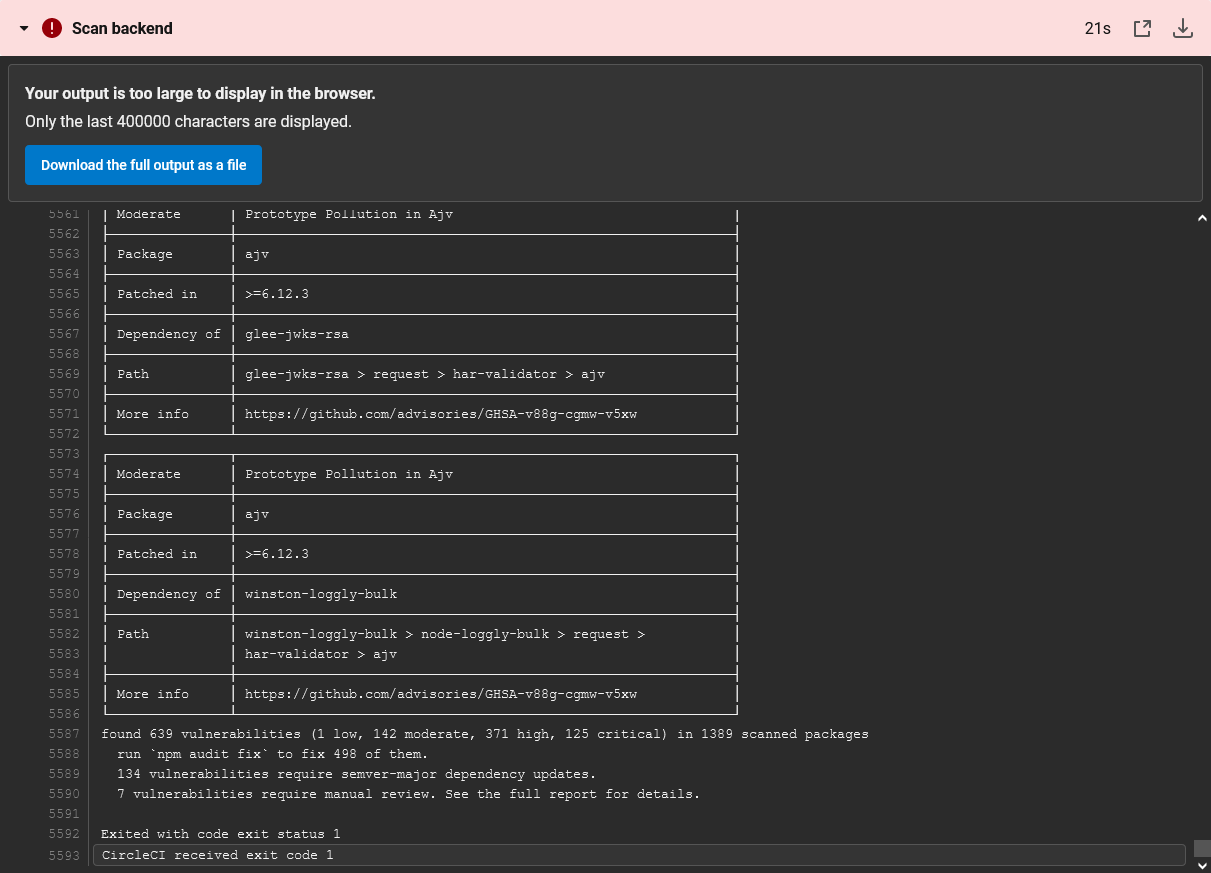 Scan backend 21s
Your output is too large to display in the browser.
Only the last 400000 characters are displayed.
Download the full output as a file
5561 Moderate Prototype Pollution in Ajv
5562
5563 Package ajv
5564
5565 Patched in >=6.12.3
5566
5567 Dependency of glee-jwks-rsa
5568
5569 Path glee-jwks-rsa > request > har-validator > ajv
5570
5571 More info https://github.com/advisories/GHSA-v88g-cgmw-v5xw
5572
5573
5574 Moderate Prototype Pollution in Ajv
5575
5576 Package ajv
5577
5578 Patched in >=6.12.3
5579
5580 Dependency of winston-loggly-bulk
5581
5582 Path winston-loggly-bulk > node-loggly-bulk > request >
5583 har-validator > ajv
5584
5585 More info https://github.com/advisories/GHSA-v88g-cgmw-v5xw
5586
5587 found 639 vulnerabilities (1 low, 142 moderate, 371 high, 125 critical) in 1389 scanned packages
5588 run `npm audit fix` to fix 498 of them.
5589 134 vulnerabilities require semver-major dependency updates.
5590 7 vulnerabilities require manual review. See the full report for details.
5591
5592 Exited with code exit status 1
5593 CircleCI received exit code 1